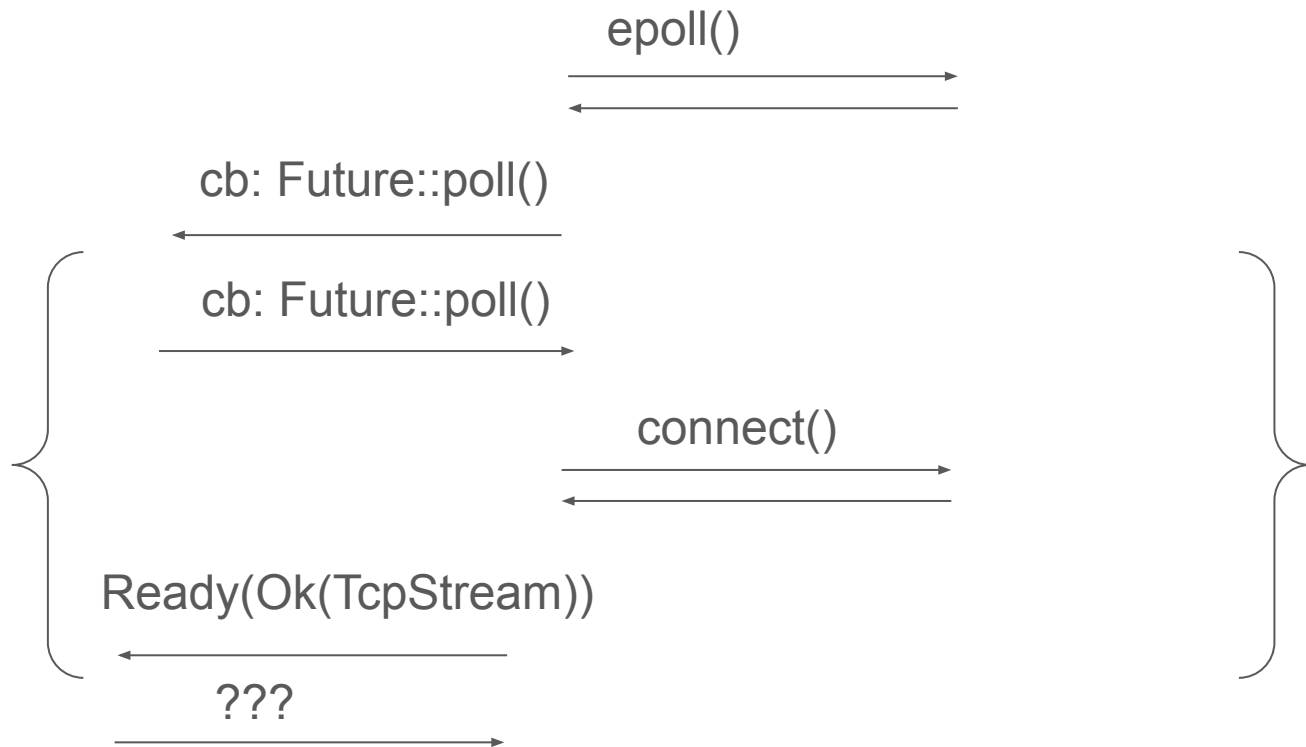 epoll()
cb: Future::poll()
cb: Future::poll()
connect()
Ready(Ok(TcpStream))
???